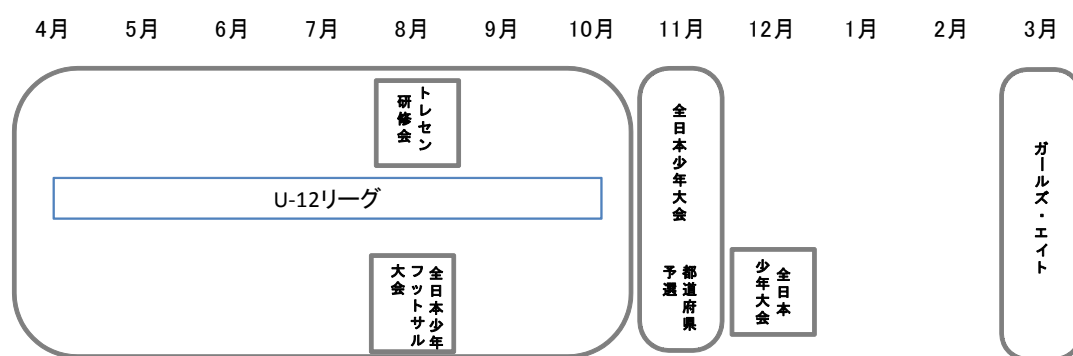 4月 5月 6月 7月 8月 9月 10月 11月 12月 1月 2月 3月
トレセン
研修会
U-12リーグ
全日本少年
フットサル
大会
全日本少年大会
都道府県
予選
全日本
少年大会
ガールズ・エイト